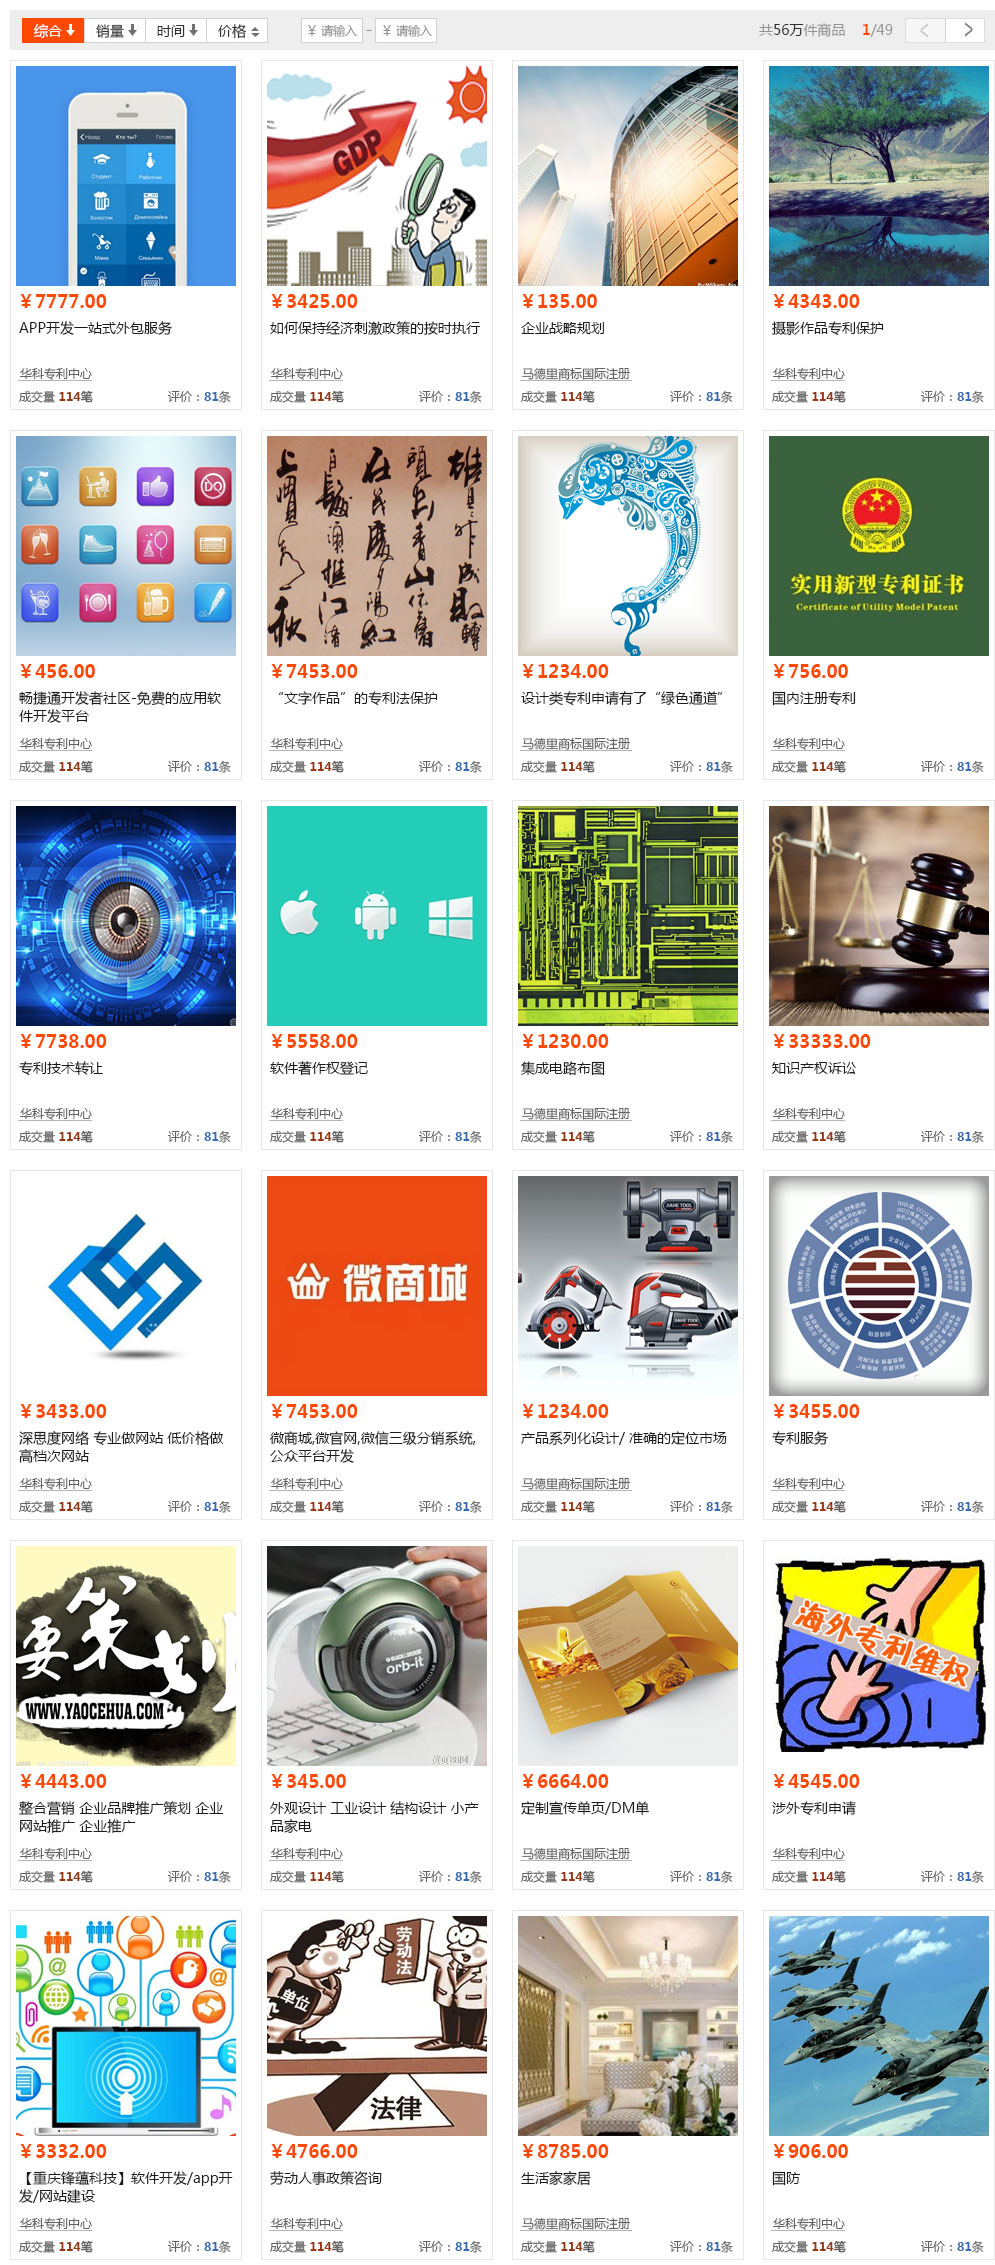 综合 销量 时间 价格 ¥ 请输入 - ¥ 请输入 共56万件商品 1/49
Назад Кто ты? Готово
Студент Работник
Холостяк Домохозяйка
Мама Семьянин
GDP
¥7777.00
APP开发一站式外包服务
华科专利中心
成交量 114笔 评价：81条
¥3425.00
如何保持经济刺激政策的按时执行
华科专利中心
成交量 114笔 评价：81条
¥135.00
企业战略规划
马德里商标国际注册
成交量 114笔 评价：81条
¥4343.00
摄影作品专利保护
华科专利中心
成交量 114笔 评价：81条
DQ
实用新型专利证书
Certificate of Utility Model Patent
¥456.00
畅捷通开发者社区-免费的应用软
件开发平台
华科专利中心
成交量 114笔 评价：81条
¥7453.00
“文字作品”的专利法保护
华科专利中心
成交量 114笔 评价：81条
¥1234.00
设计类专利申请有了“绿色通道”
马德里商标国际注册
成交量 114笔 评价：81条
¥756.00
国内注册专利
华科专利中心
成交量 114笔 评价：81条
¥7738.00
专利技术转让
华科专利中心
成交量 114笔 评价：81条
¥5558.00
软件著作权登记
华科专利中心
成交量 114笔 评价：81条
¥1230.00
集成电路布图
马德里商标国际注册
成交量 114笔 评价：81条
¥33333.00
知识产权诉讼
华科专利中心
成交量 114笔 评价：81条
微商城
JIAHE TOOL
JIAHE TOOL
¥3433.00
深思度网络 专业做网站 低价格做
高档次网站
华科专利中心
成交量 114笔 评价：81条
¥7453.00
微商城,微官网,微信三级分销系统,
公众平台开发
华科专利中心
成交量 114笔 评价：81条
¥1234.00
产品系列化设计/ 准确的定位市场
马德里商标国际注册
成交量 114笔 评价：81条
¥3455.00
专利服务
华科专利中心
成交量 114笔 评价：81条
要策划
WWW.YAOCEHUA.COM
orb-it
海外专利维权
¥4443.00
整合营销 企业品牌推广策划 企业
网站推广 企业推广
华科专利中心
成交量 114笔 评价：81条
¥345.00
外观设计 工业设计 结构设计 小产
品家电
华科专利中心
成交量 114笔 评价：81条
¥6664.00
定制宣传单页/DM单
马德里商标国际注册
成交量 114笔 评价：81条
¥4545.00
涉外专利申请
华科专利中心
成交量 114笔 评价：81条
劳动法
单位
法律
¥3332.00
【重庆锋蕴科技】软件开发/app开
发/网站建设
华科专利中心
成交量 114笔 评价：81条
¥4766.00
劳动人事政策咨询
华科专利中心
成交量 114笔 评价：81条
¥8785.00
生活家家居
马德里商标国际注册
成交量 114笔 评价：81条
¥906.00
国防
华科专利中心
成交量 114笔 评价：81条